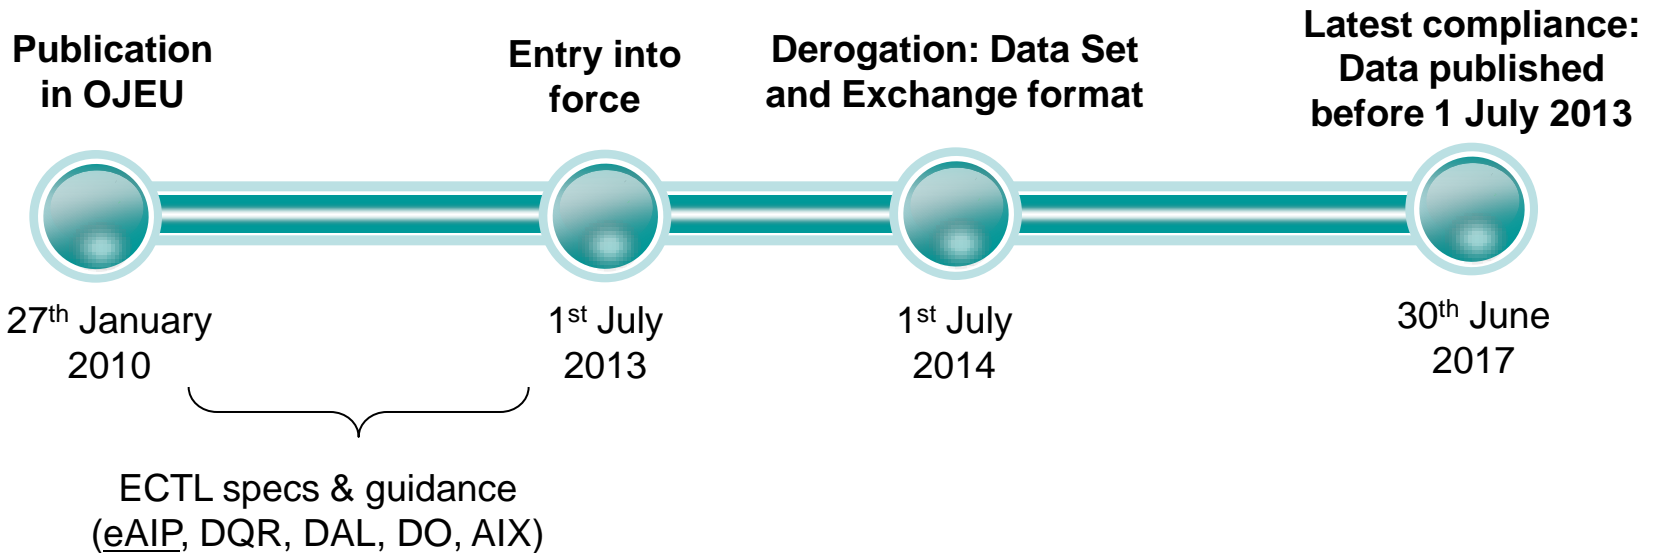 Publication
in OJEU
Entry into
force
Derogation: Data Set
and Exchange format
Latest compliance:
Data published
before 1 July 2013
27th January
2010
1st July
2013
1st July
2014
30th June
2017
ECTL specs & guidance
(eAIP, DQR, DAL, DO, AIX)